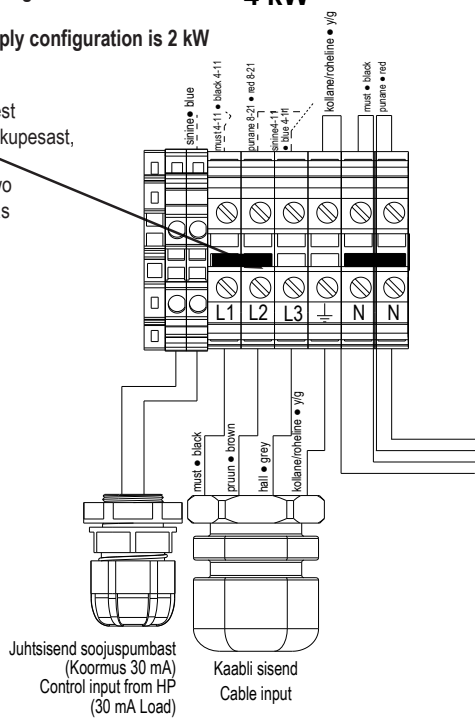 4 kW
ply configuration is 2 kW
est
kupesast,
wo
s
sinine ● blue
must 4-11 ● black 4-11
punane 8-21 ● red 8-21
sinine4-11
● blue 4-11
kollane/roheline ● y/g
must ● black
punane ● red
L1
L2
L3
N
N
must ● black
pruun ● brown
hall ● grey
kollane/roheline ● y/g
Juhtsisend soojuspumbast
(Koormus 30 mA)
Control input from HP
(30 mA Load)
Kaabli sisend
Cable input